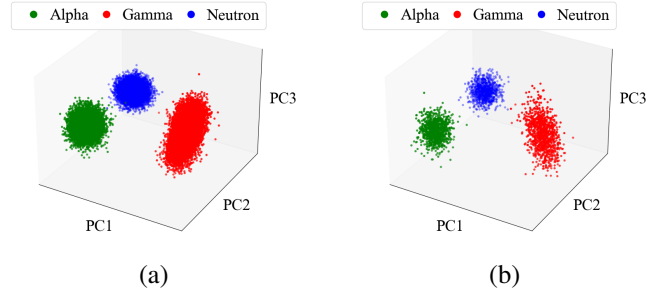 Alpha Gamma Neutron
PC3
PC2
PC1
(a)
Alpha Gamma Neutron
PC3
PC2
PC1
(b)